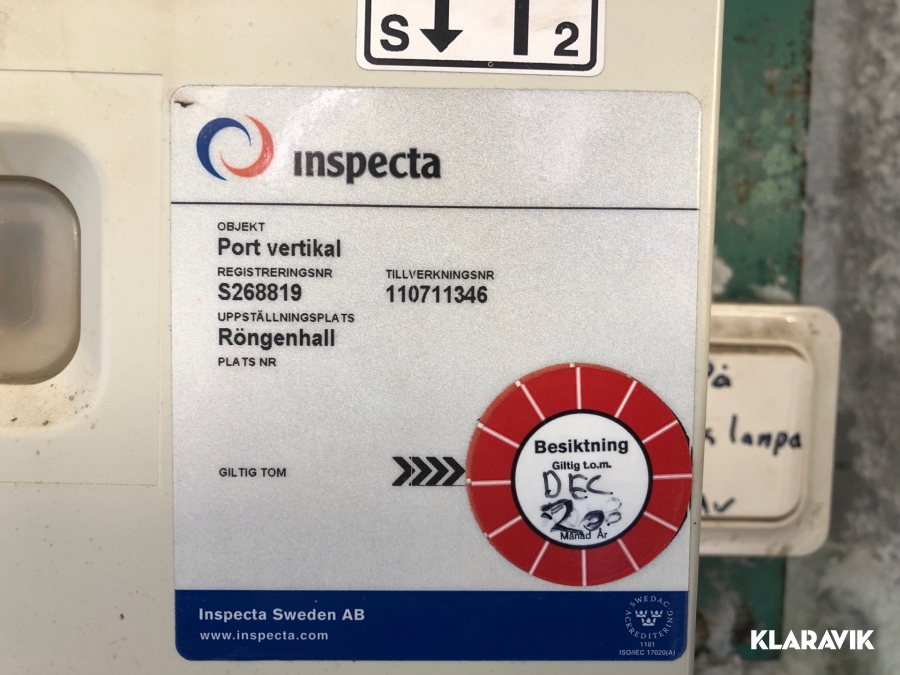 S 2
inspecta
OBJEKT
Port vertikal
REGISTRERINGSNR TILLVERKNINGSNR
S268819 110711346
UPPSTÄLLNINGSPLATS
Röngenhall
PLATS NR
på
lampa
Besiktning
Giltig t.o.m.
GILTIG TOM
DEC
Månad År
Inspecta Sweden AB
www.inspecta.com
SWEDAC
ACKREDITERING
1181
ISO/IEC 17020(A)
KLARAVIK